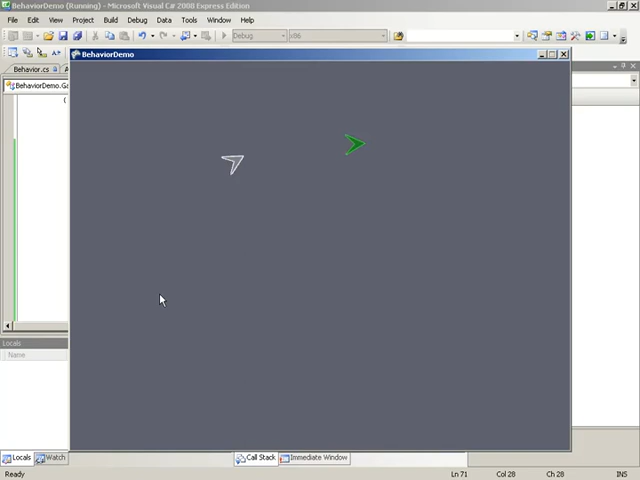 BehaviorDemo (Running) - Microsoft Visual C# 2008 Express Edition
File Edit View Project Build Debug Data Tools Window Help
Debug x86
Behavior.cs
BehaviorDemo
BehaviorDemo.Ga
{
Locals
Name
Locals Watch
Call Stack Immediate Window
Ready Ln 71 Col 28 Ch 28 INS